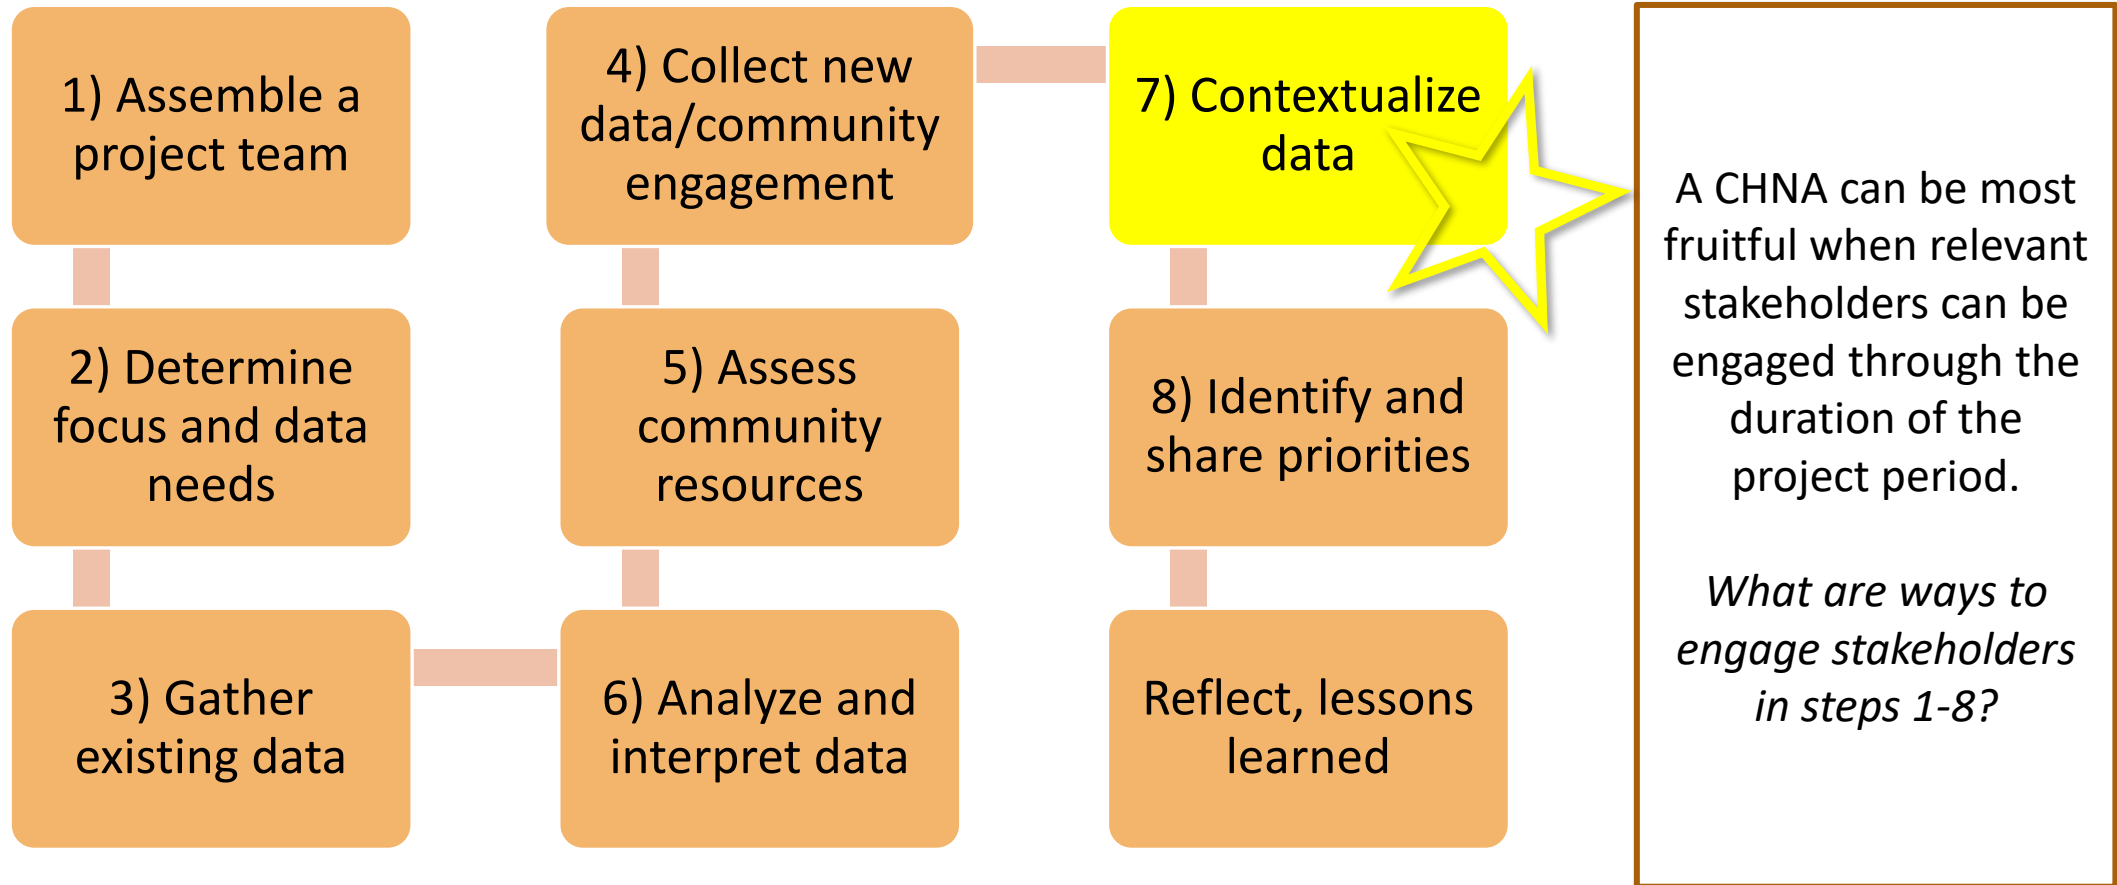 1) Assemble a
project team
2) Determine
focus and data
needs
3) Gather
existing data
4) Collect new
data/community
engagement
5) Assess
community
resources
6) Analyze and
interpret data
7) Contextualize
data
8) Identify and
share priorities
Reflect, lessons
learned
A CHNA can be most
fruitful when relevant
stakeholders can be
engaged through the
duration of the
project period.
What are ways to
engage stakeholders
in steps 1-8?